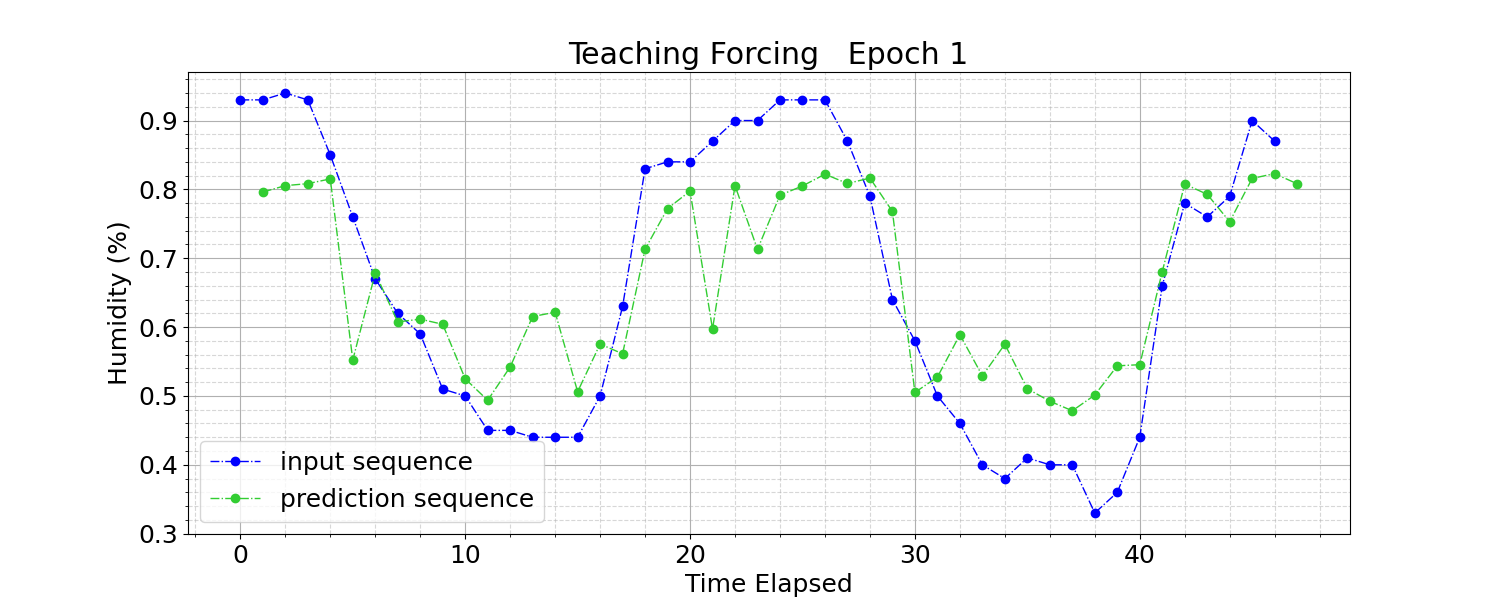 Teaching Forcing   Epoch 1
Humidity (%)
0.9
0.8
0.7
0.6
0.5
0.4
0.3
input sequence
prediction sequence
0 10 20 30 40
Time Elapsed